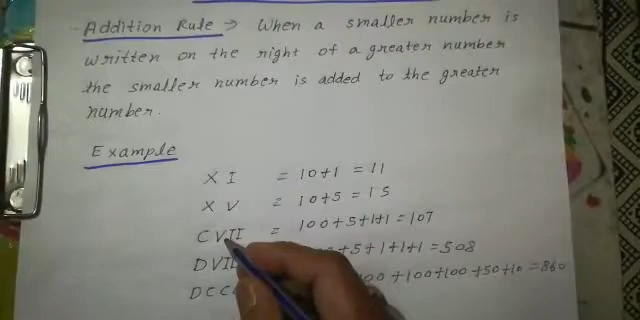 Addition Rule → When a smaller number is
written on the right of a greater number
the smaller number is added to the greater
number.
Example
X I = 10+1 = 11
X V = 10+5 = 15
C V I I = 100+5+1+1 = 107
D V I +5+1+1+1 = 508
D C C +100+100+50+10 = 860